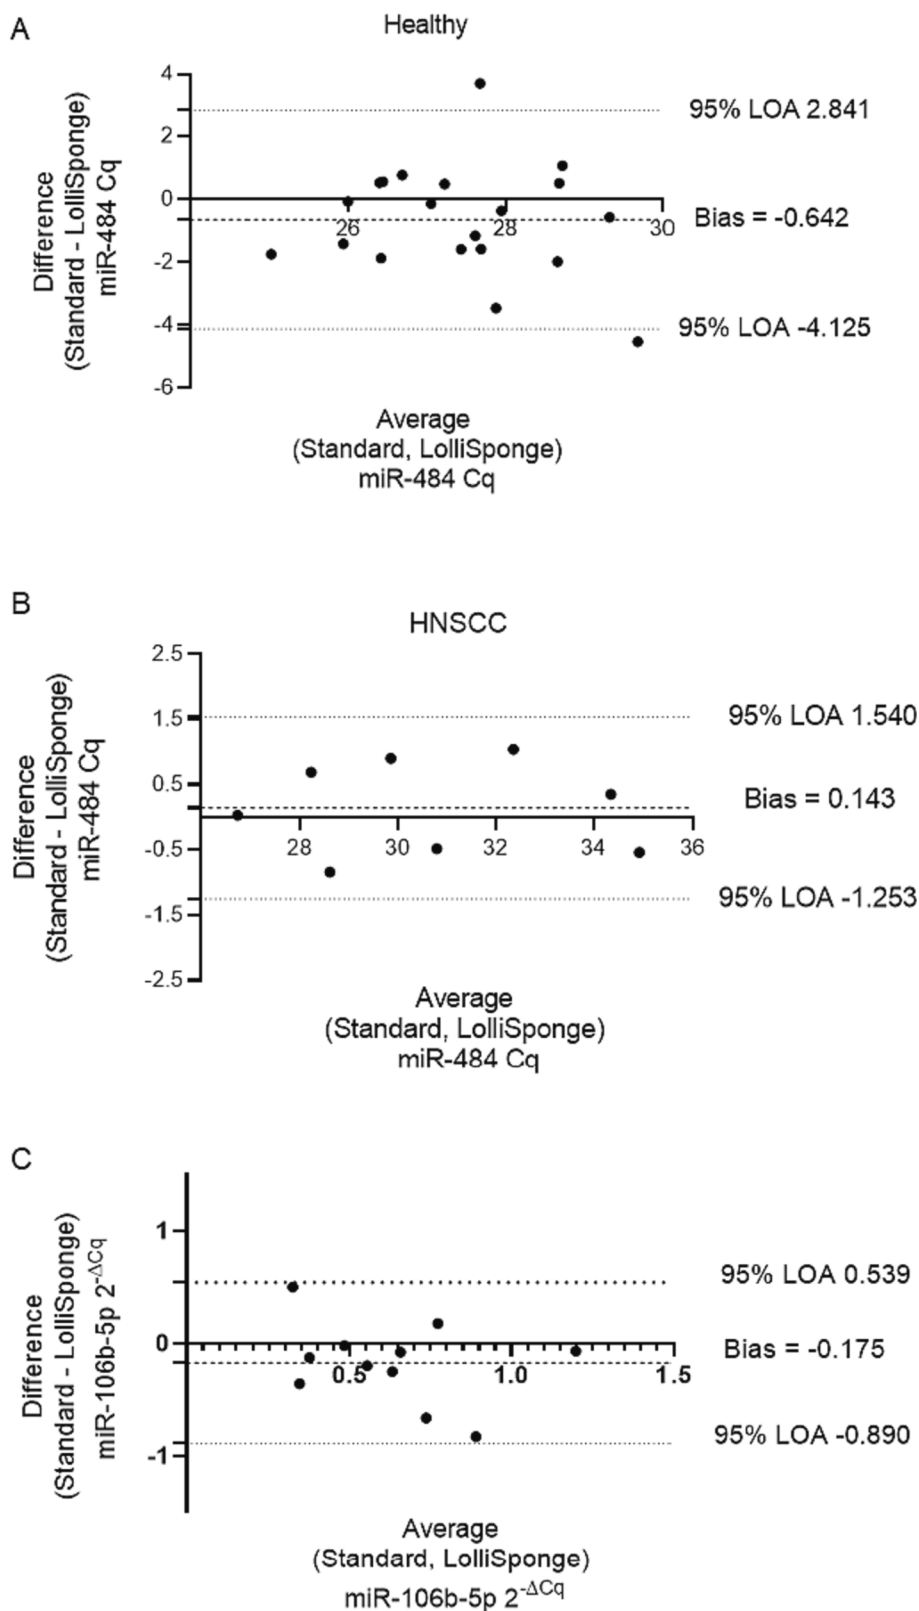 A
Healthy
Difference
(Standard - LolliSponge)
miR-484 Cq
4
2
0
-2
-4
-6
26
28
30
95% LOA 2.841
Bias = -0.642
95% LOA -4.125
Average
(Standard, LolliSponge)
miR-484 Cq
B
HNSCC
Difference
(Standard - LolliSponge)
miR-484 Cq
2.5
1.5
0.5
-0.5
-1.5
-2.5
28
30
32
34
36
95% LOA 1.540
Bias = 0.143
95% LOA -1.253
Average
(Standard, LolliSponge)
miR-484 Cq
C
Difference
(Standard - LolliSponge)
miR-106b-5p 2^-ΔCq
1
0
-1
0.5
1.0
1.5
95% LOA 0.539
Bias = -0.175
95% LOA -0.890
Average
(Standard, LolliSponge)
miR-106b-5p 2^-ΔCq